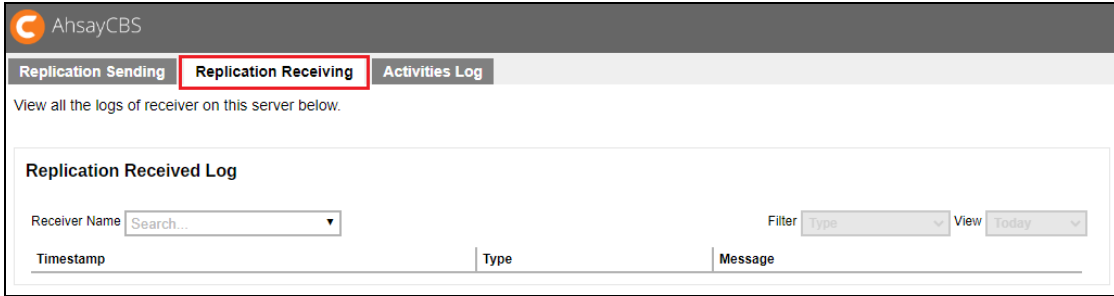 AhsayCBS
Replication Sending Replication Receiving Activities Log
View all the logs of receiver on this server below.
Replication Received Log
Receiver Name Search... Filter Type View Today
Timestamp Type Message